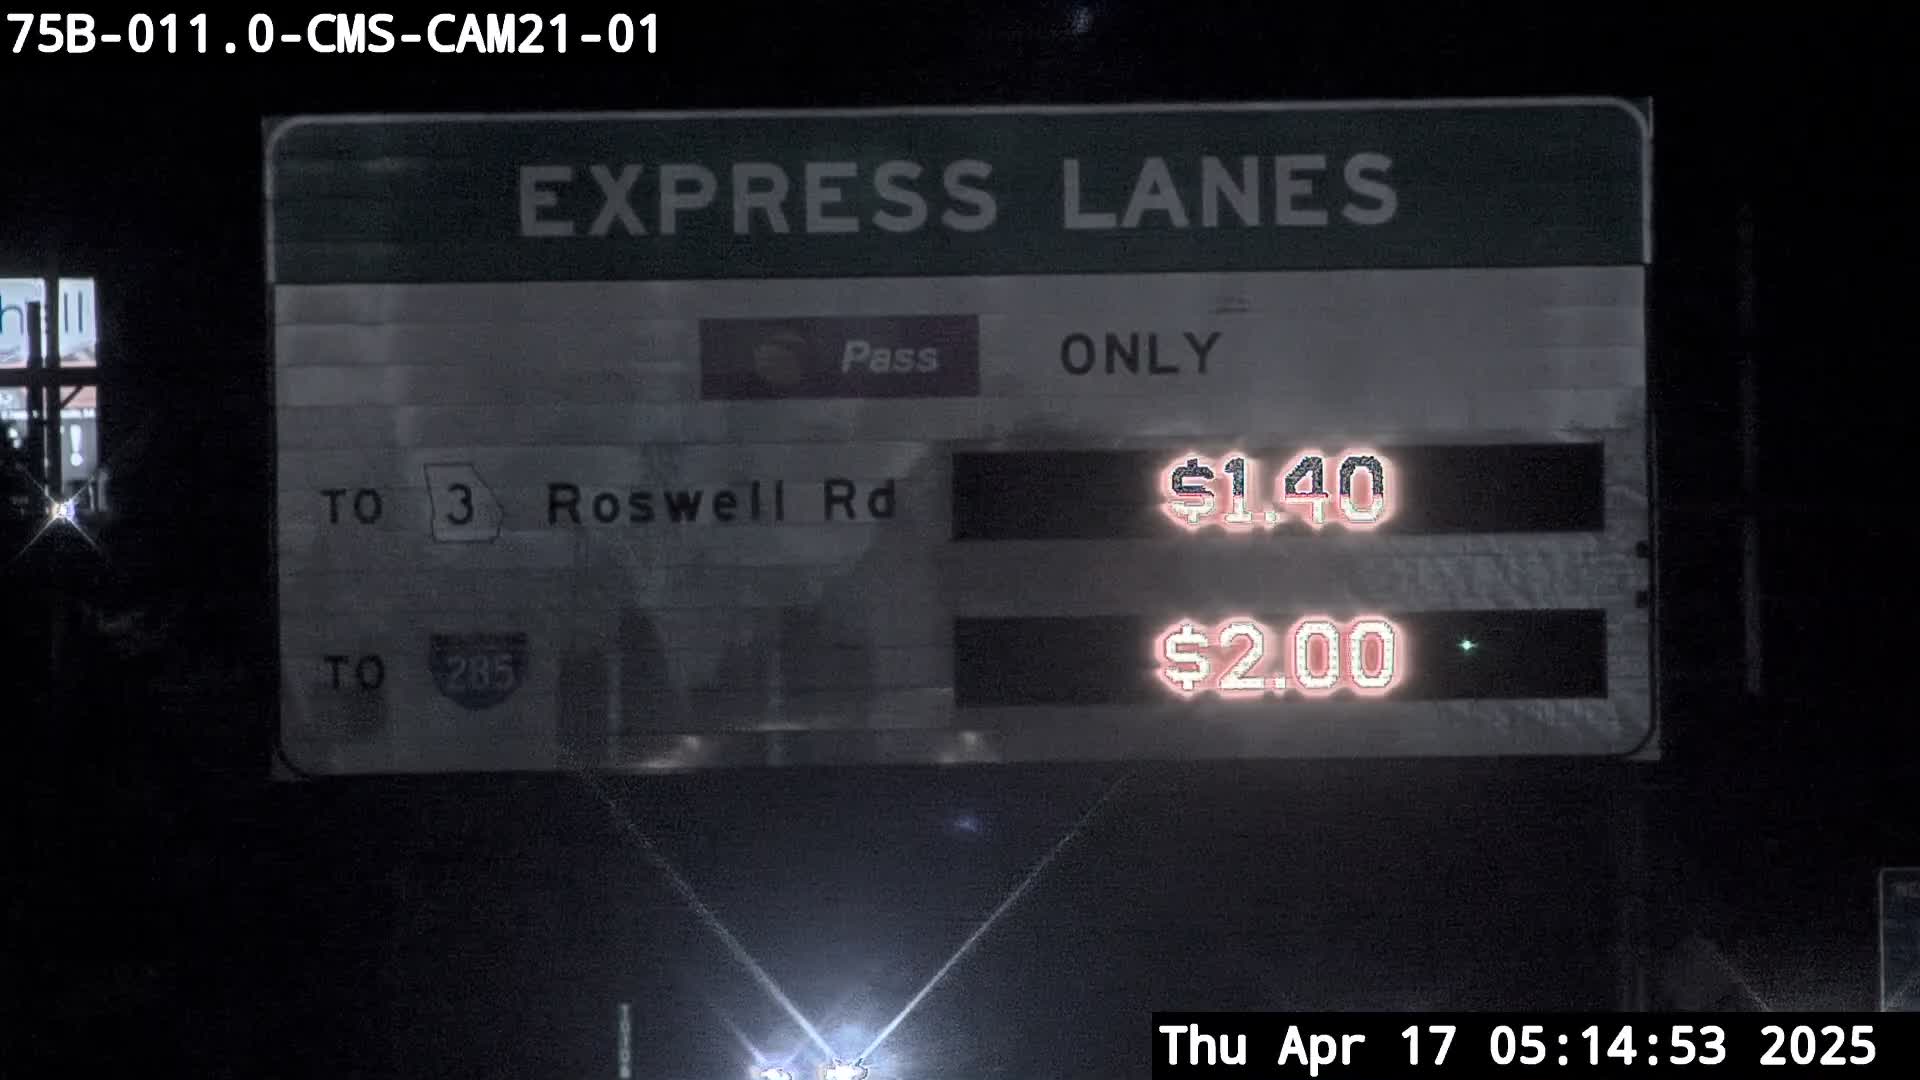 75B-011.0-CMS-CAM21-01
EXPRESS LANES
Pass ONLY
TO 3 Roswell Rd $1.40
TO 285 $2.00
Thu Apr 17 05:14:53 2025